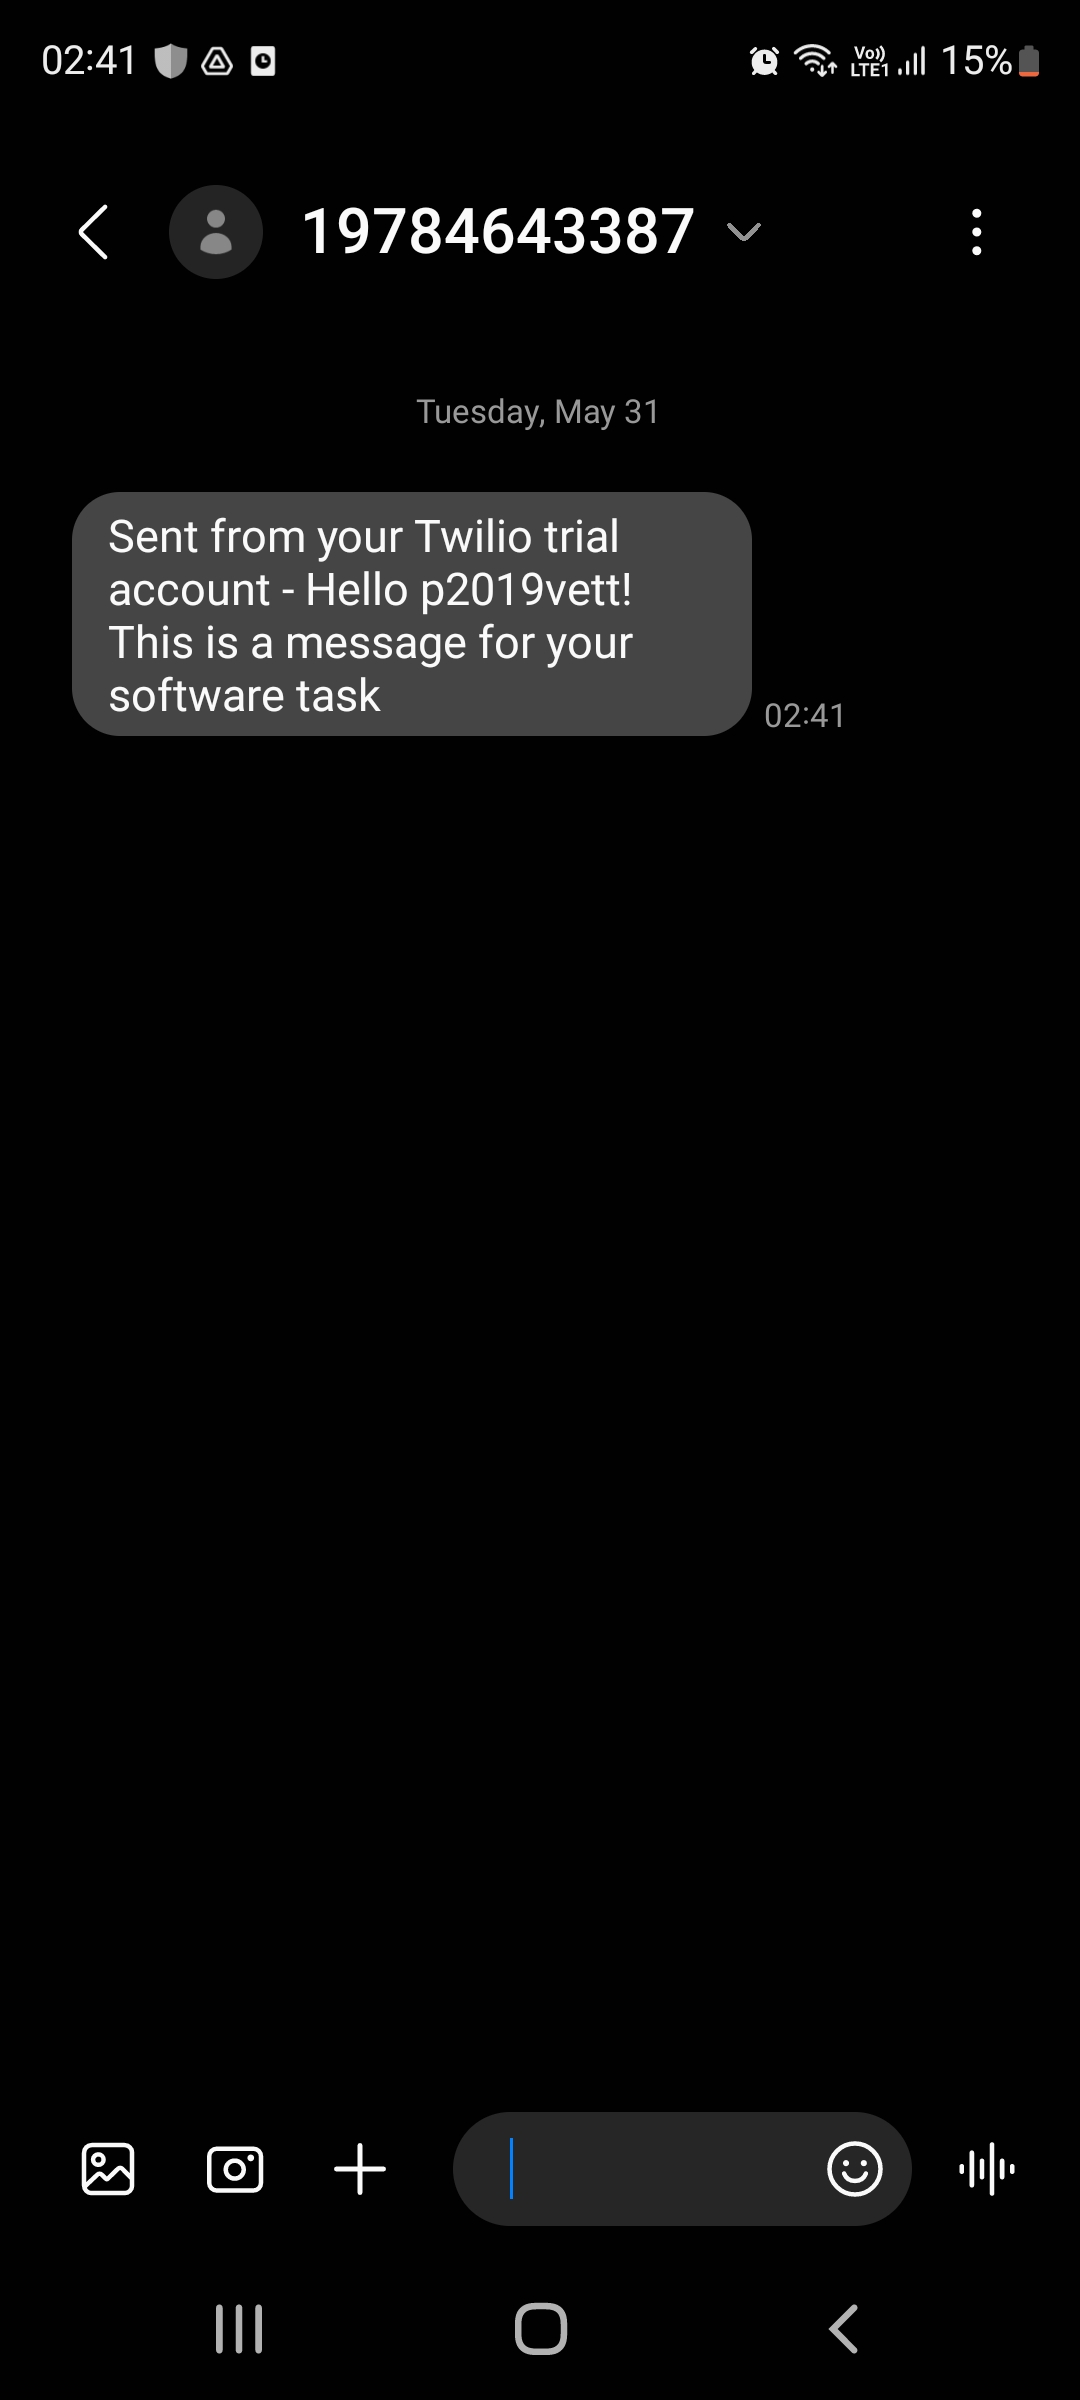 02:41 Vo)) LTE1 15%
19784643387
Tuesday, May 31
Sent from your Twilio trial
account - Hello p2019vett!
This is a message for your
software task
02:41